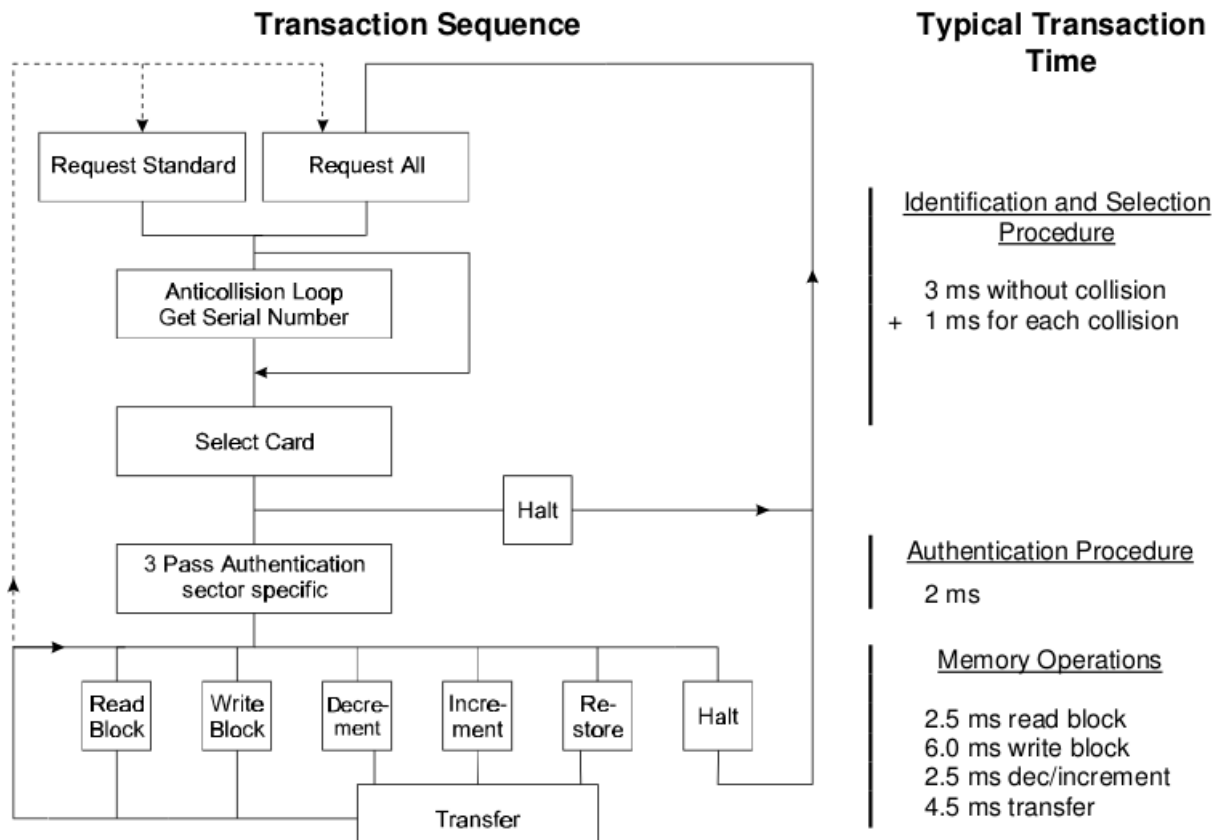 Transaction Sequence
Typical Transaction
Time
Request Standard
Request All
Identification and Selection
Procedure
Anticollision Loop
Get Serial Number
3 ms without collision
+ 1 ms for each collision
Select Card
Halt
3 Pass Authentication
sector specific
Authentication Procedure
2 ms
Memory Operations
Read
Block
Write
Block
Decre-
ment
Incre-
ment
Re-
store
Halt
2.5 ms read block
6.0 ms write block
2.5 ms dec/increment
4.5 ms transfer
Transfer